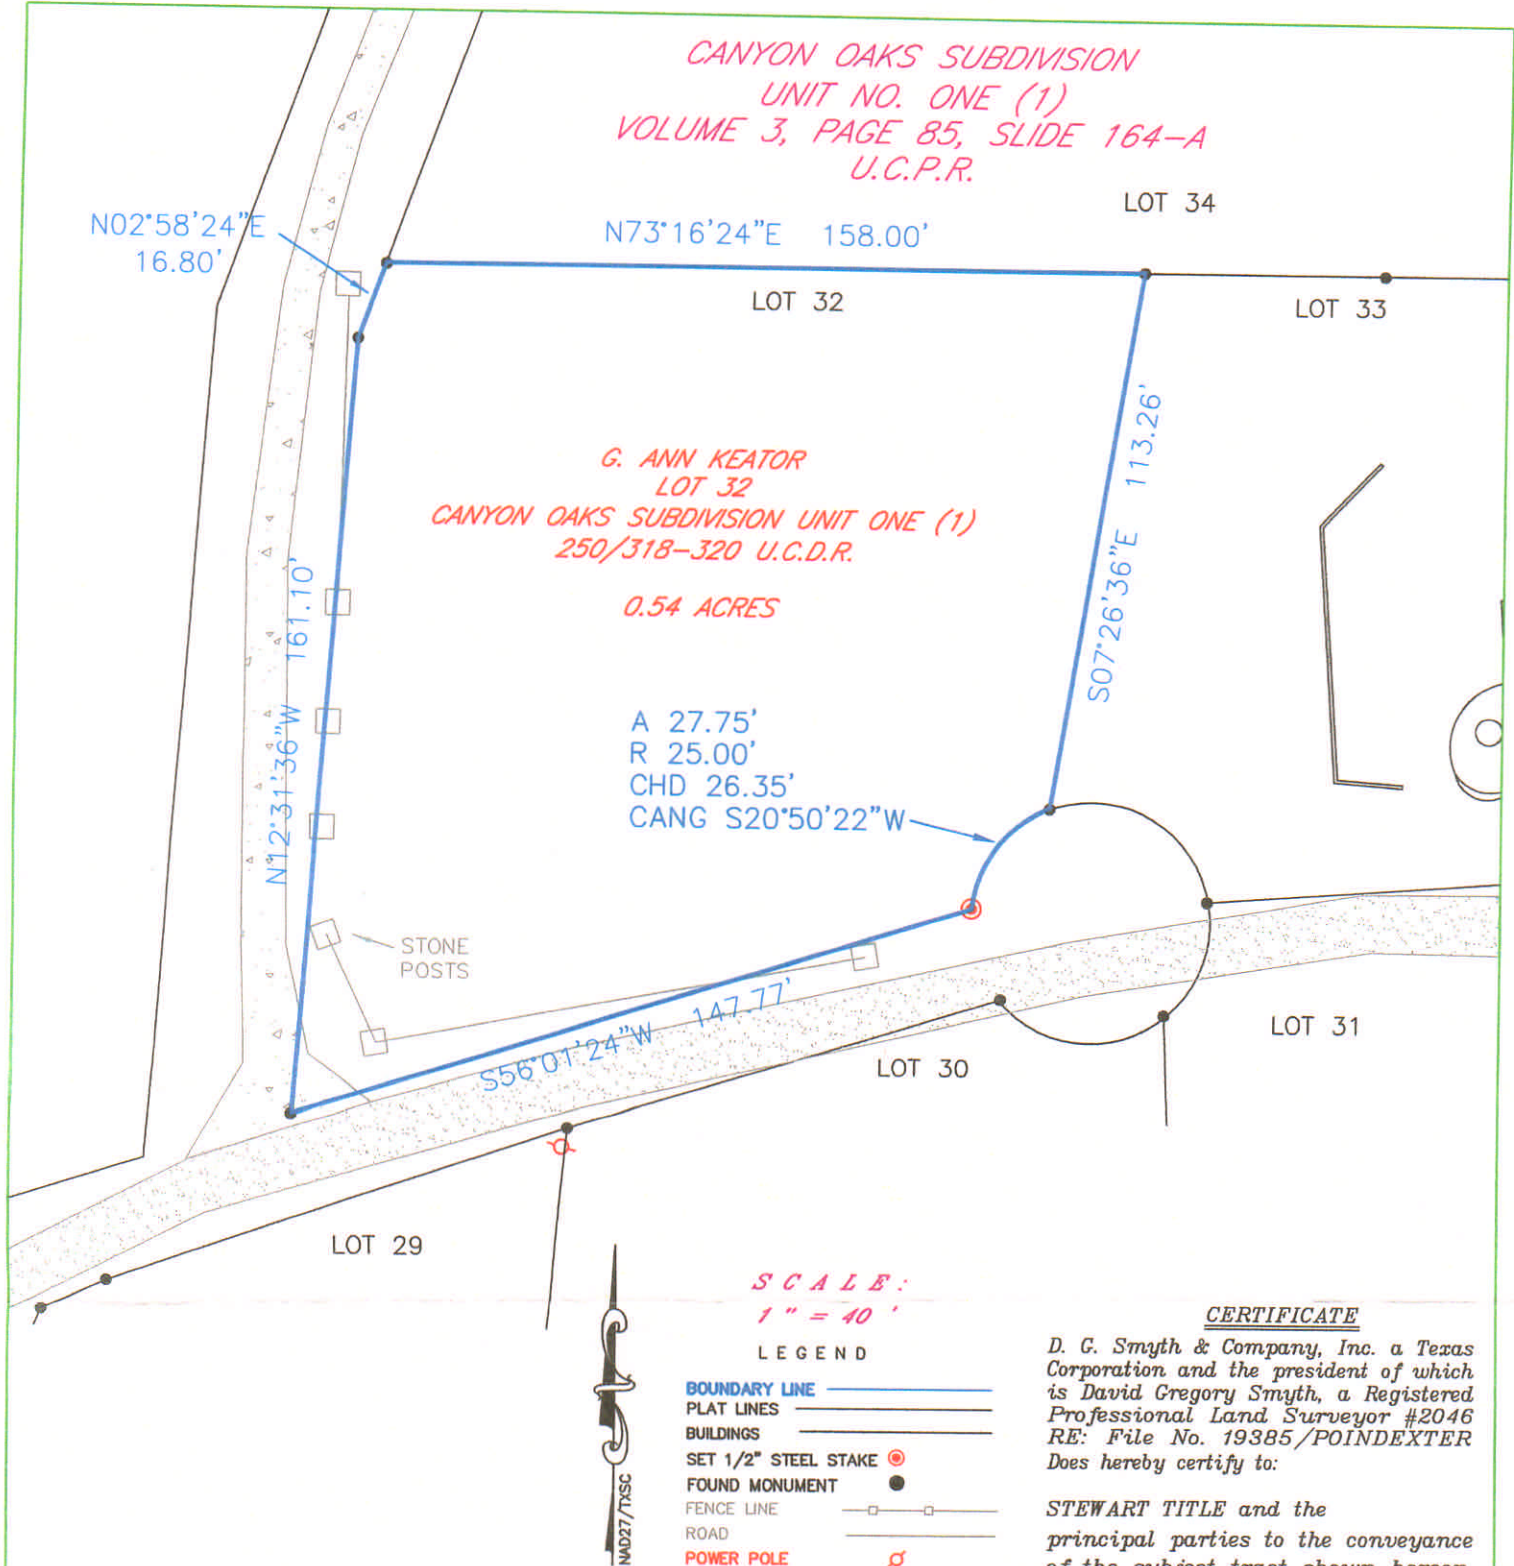 CANYON OAKS SUBDIVISION
UNIT NO. ONE (1)
VOLUME 3, PAGE 85, SLIDE 164-A
U.C.P.R.
LOT 34
N02°58'24"E
16.80'
N73°16'24"E 158.00'
LOT 32
LOT 33
S07°26'36"E 113.26'
G. ANN KEATOR
LOT 32
CANYON OAKS SUBDIVISION UNIT ONE (1)
250/318-320 U.C.D.R.
0.54 ACRES
N12°31'36"W 161.10'
A 27.75'
R 25.00'
CHD 26.35'
CANG S20°50'22"W
STONE
POSTS
S56°01'24"W 147.77'
LOT 31
LOT 30
LOT 29
SCALE:
1" = 40'
LEGEND
BOUNDARY LINE
PLAT LINES
BUILDINGS
SET 1/2" STEEL STAKE
FOUND MONUMENT
FENCE LINE
ROAD
POWER POLE
NAD27/TXSC
CERTIFICATE
D. G. Smyth & Company, Inc. a Texas
Corporation and the president of which
is David Gregory Smyth, a Registered
Professional Land Surveyor #2046
RE: File No. 19385/POINDEXTER
Does hereby certify to:
STEWART TITLE and the
principal parties to the conveyance
of the subject tract shown hereon